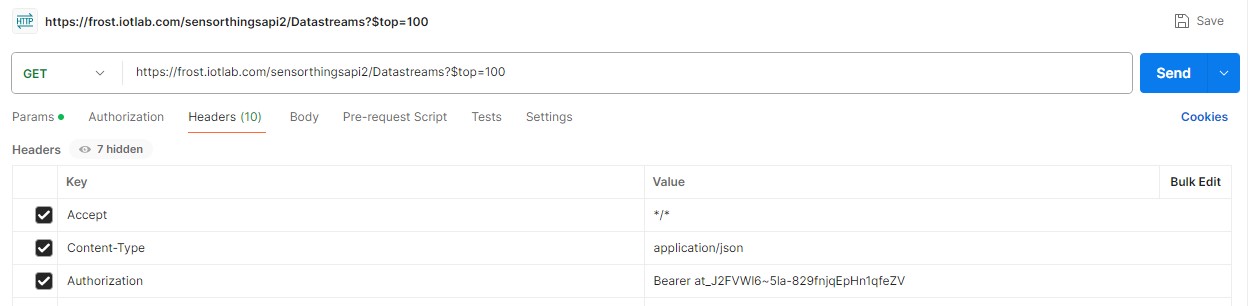 HTTP https://frost.iotlab.com/sensorthingsapi2/Datastreams?$top=100 Save
GET https://frost.iotlab.com/sensorthingsapi2/Datastreams?$top=100 Send
Params Authorization Headers (10) Body Pre-request Script Tests Settings Cookies
Headers 7 hidden
Key Value Bulk Edit
Accept */*
Content-Type application/json
Authorization Bearer at_J2FVWl6~5la-829fnjqEpHn1qfeZV